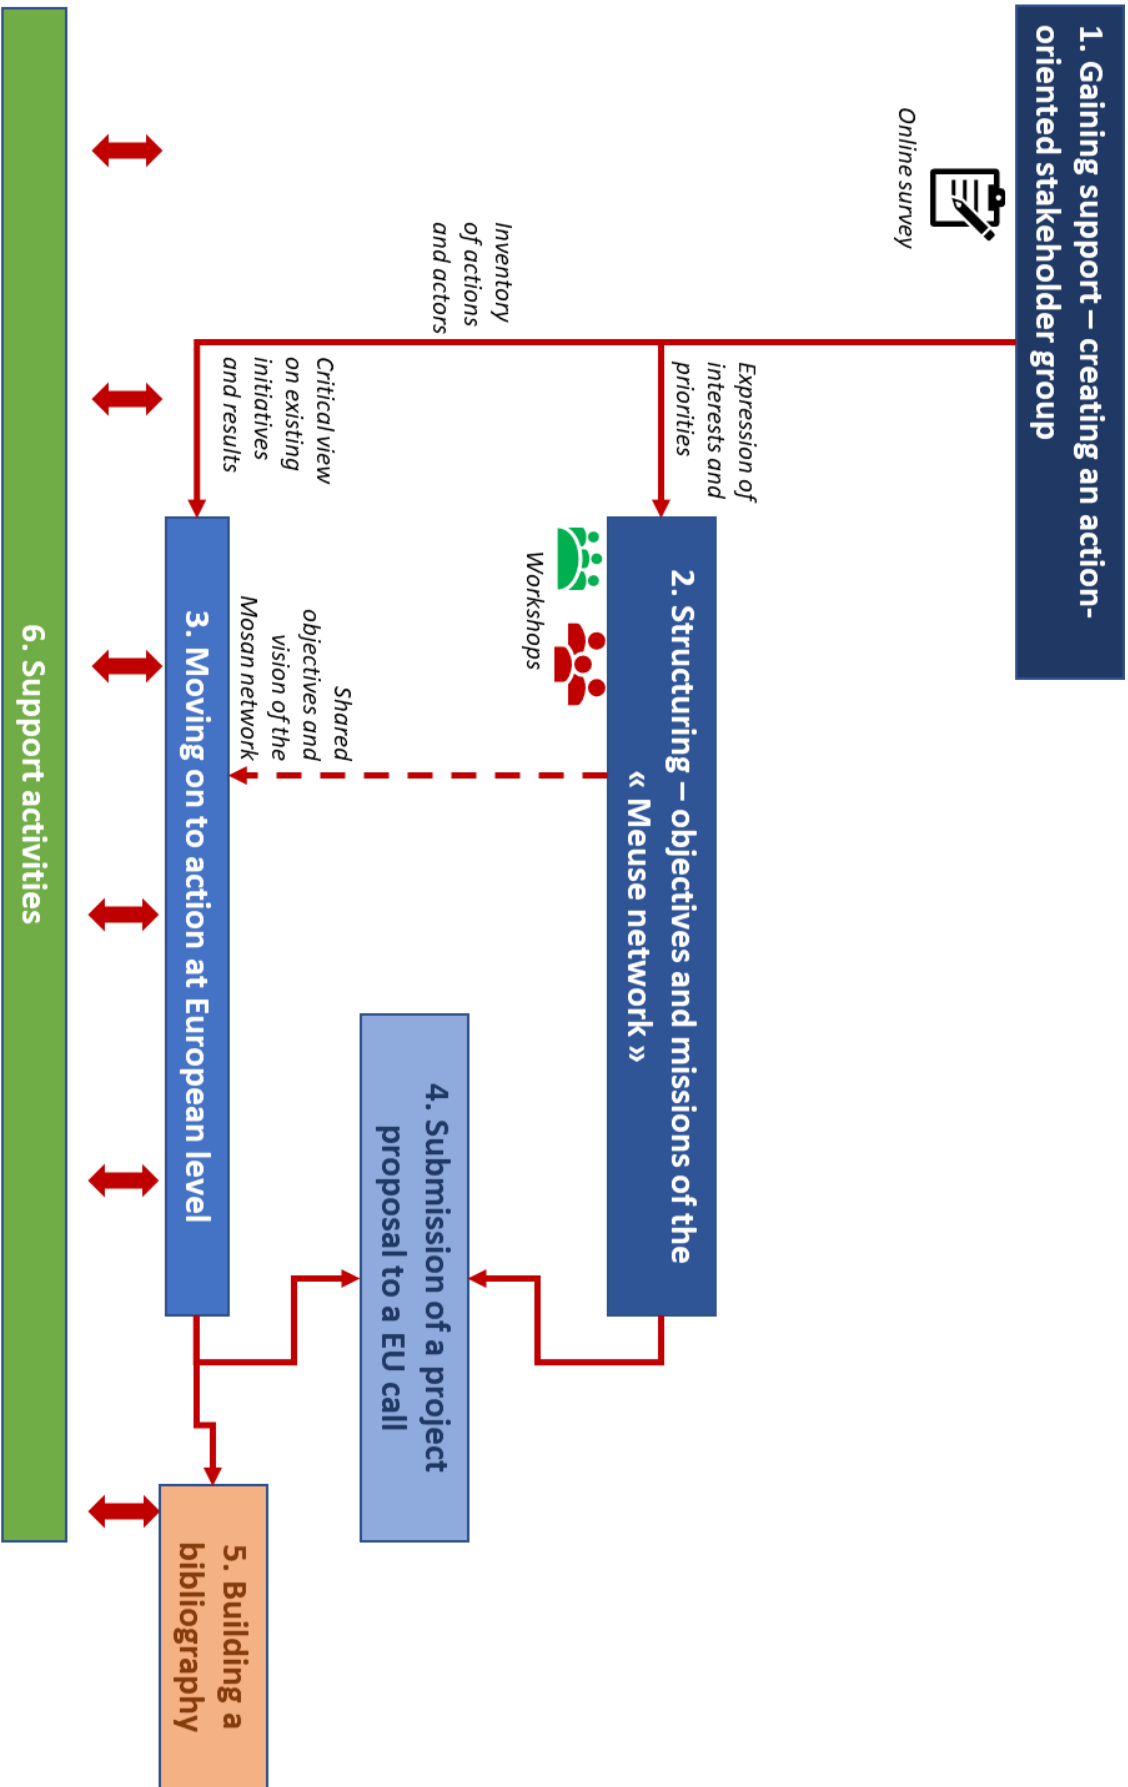 1. Gaining support – creating an action-
oriented stakeholder group
Online survey
Expression of
interests and
priorities
Inventory
of actions
and actors
Critical view
on existing
initiatives
and results
2. Structuring – objectives and missions of the
« Meuse network »
Workshops
Shared
objectives and
vision of the
Mosan network
4. Submission of a project
proposal to a EU call
3. Moving on to action at European level
5. Building a
bibliography
6. Support activities